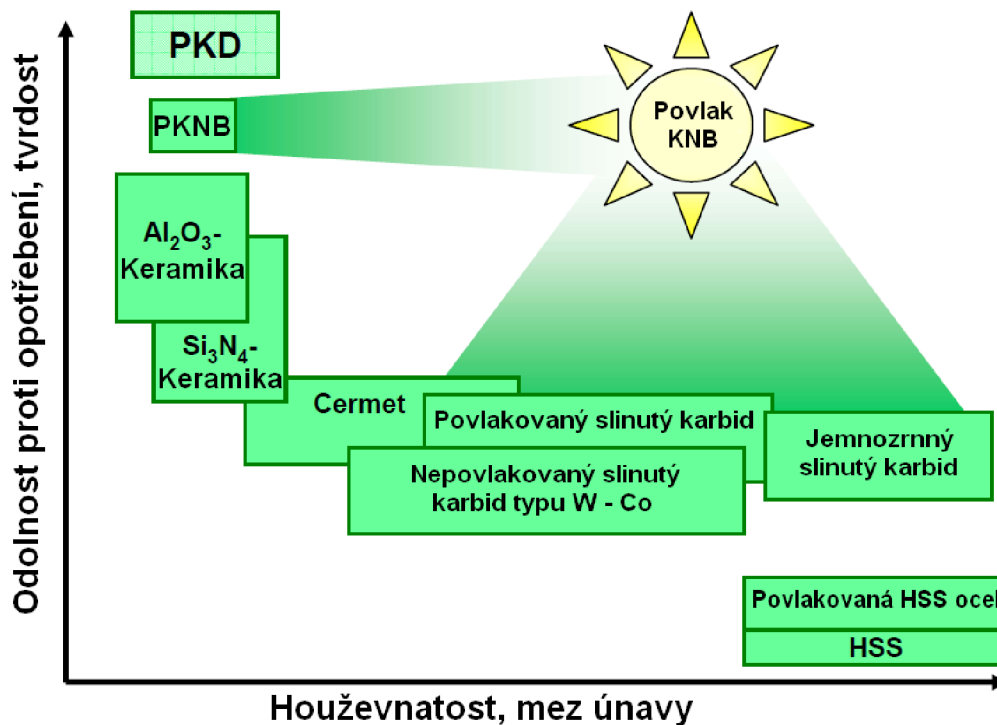 Odolnost proti opotřebení, tvrdost
PKD
PKNB
Povlak
KNB
Al₂O₃-
Keramika
Si₃N₄-
Keramika
Cermet
Povlakovaný slinutý karbid
Jemnozrnný
slinutý karbid
Nepovlakovaný slinutý
karbid typu W - Co
Povlakovaná HSS ocel
HSS
Houževnatost, mez únavy